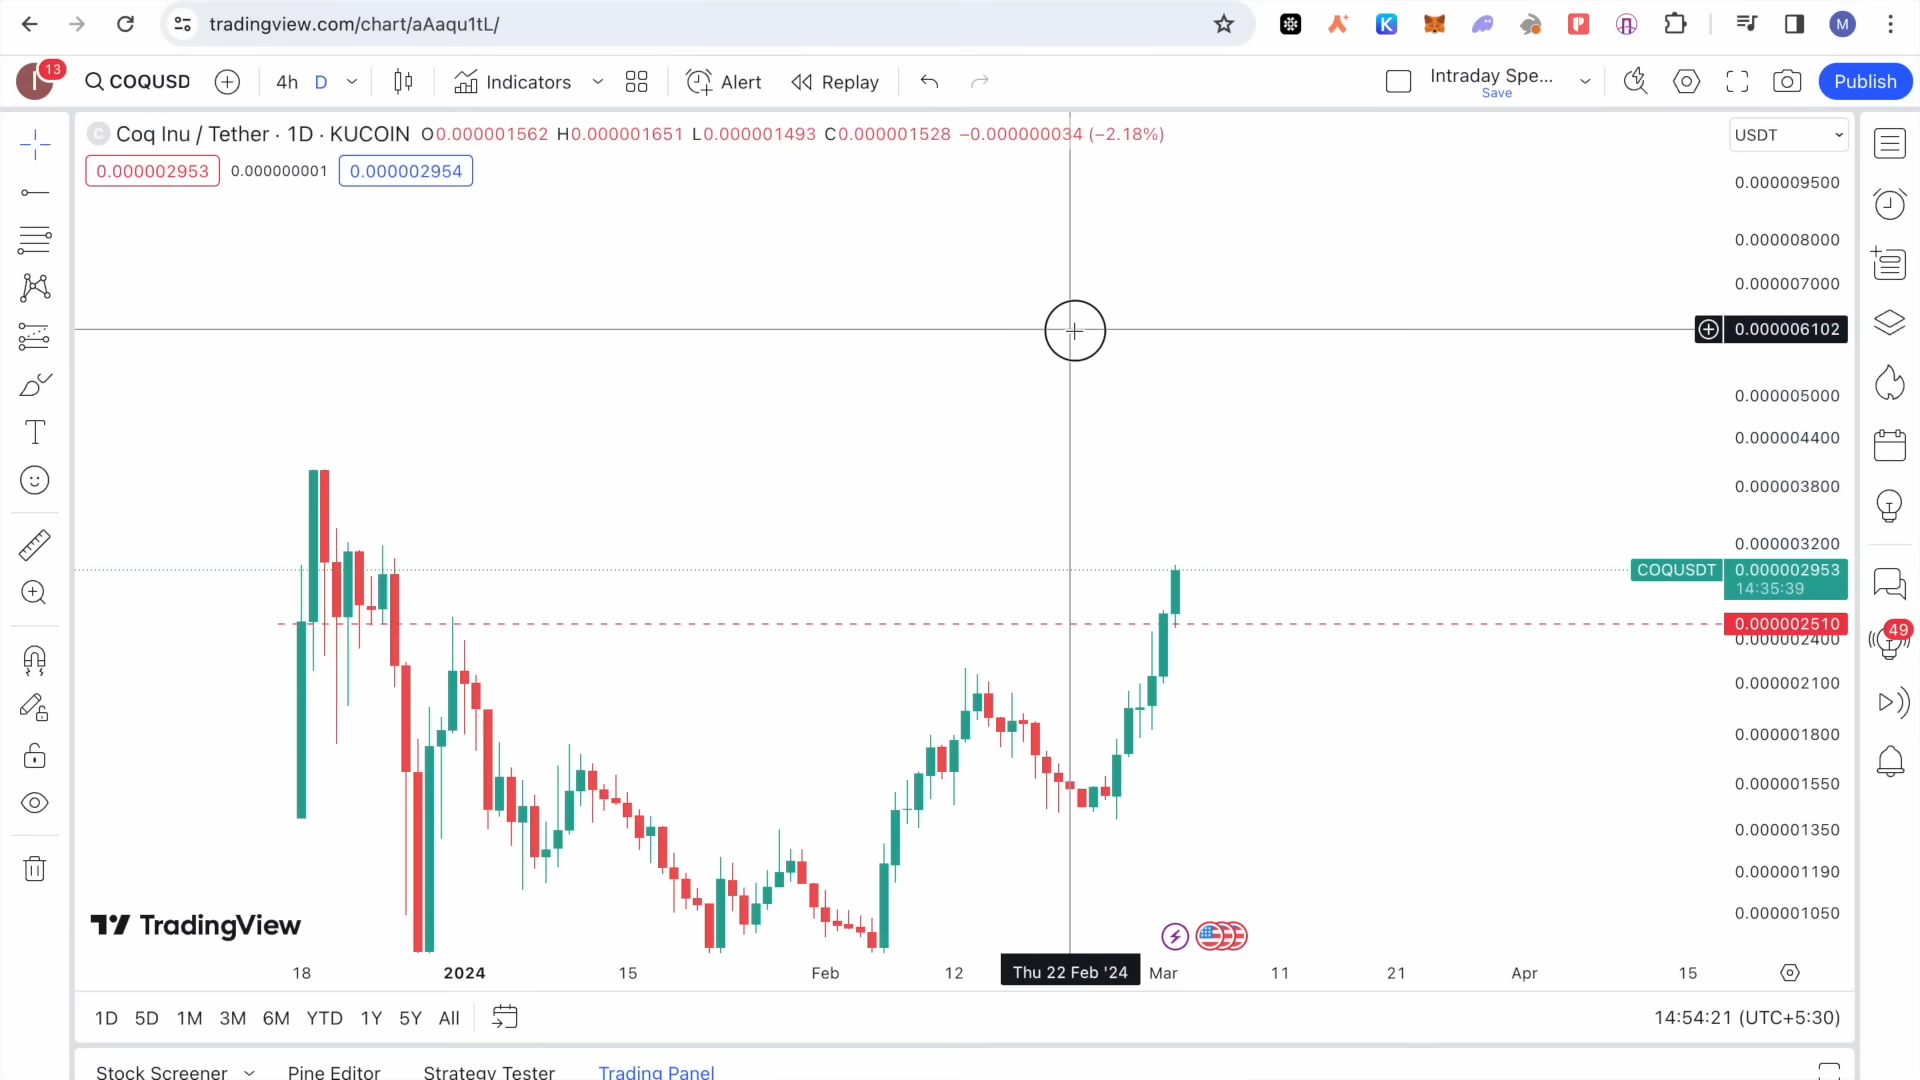 tradingview.com/chart/aAaqu1tL/
M
I
13
COQUSD
4h
D
Indicators
Alert
Replay
Intraday Spe...
Save
Publish
C
Coq Inu / Tether · 1D · KUCOIN
O0.000001562 H0.000001651 L0.000001493 C0.000001528 −0.000000034 (−2.18%)
USDT
0.000002953
0.000000001
0.000002954
0.000009500
0.000008000
0.000007000
0.000006102
0.000005000
0.000004400
0.000003800
0.000003200
COQUSDT
0.000002953
14:35:39
0.000002510
0.000002400
49
0.000002100
0.000001800
0.000001550
0.000001350
0.000001190
0.000001050
TradingView
18
2024
15
Feb
12
Thu 22 Feb '24
Mar
11
21
Apr
15
1D
5D
1M
3M
6M
YTD
1Y
5Y
All
14:54:21 (UTC+5:30)
Stock Screener
Pine Editor
Strategy Tester
Trading Panel